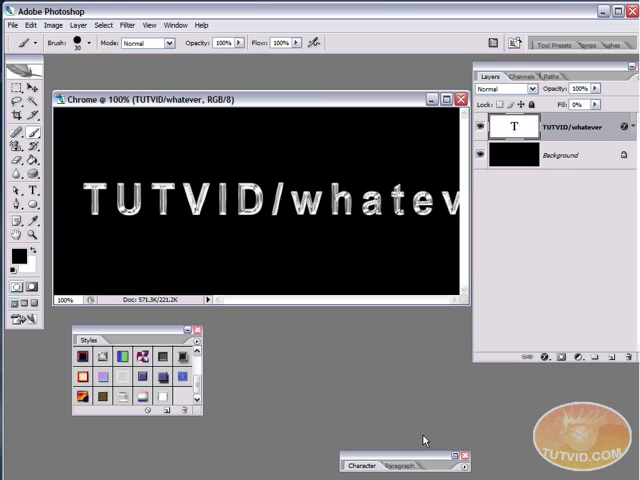 Adobe Photoshop
File Edit Image Layer Select Filter View Window Help
Brush: 30 Mode: Normal Opacity: 100% Flow: 100%
Tool Presets
Layers Channels Paths
Normal Opacity: 100%
Lock: Fill: 0%
T TUTVID/whatever
Background
Chrome @ 100% (TUTVID/whatever, RGB/8)
TUTVID/whatev
100% Doc: 571.3K/221.2K
Styles
Character Paragraph
TUTVID.COM